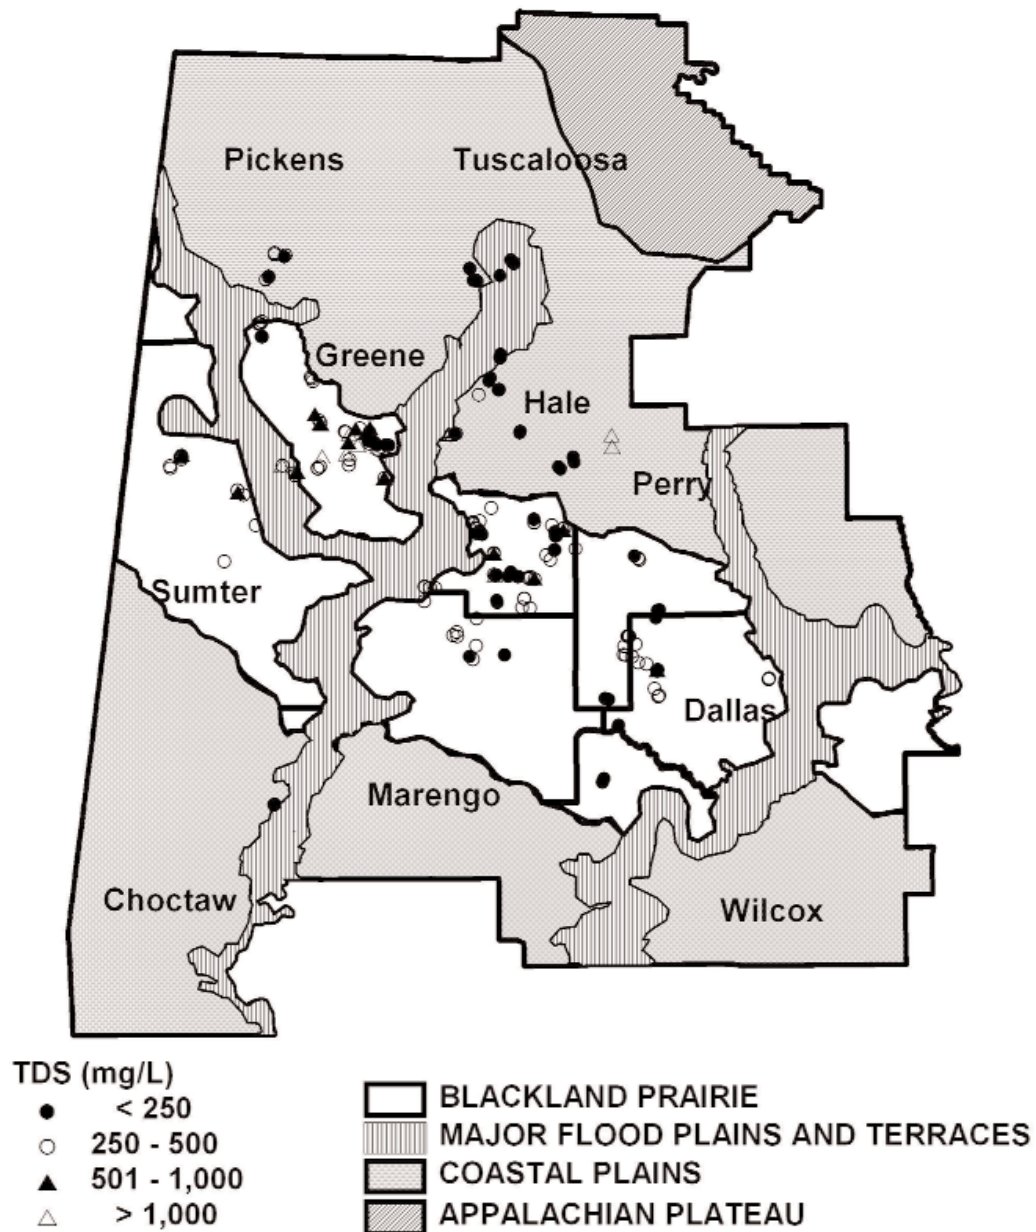 Pickens
Tuscaloosa
Greene
Hale
Perry
Sumter
Dallas
Marengo
Choctaw
Wilcox
TDS (mg/L)
< 250
250 - 500
501 - 1,000
> 1,000
BLACKLAND PRAIRIE
MAJOR FLOOD PLAINS AND TERRACES
COASTAL PLAINS
APPALACHIAN PLATEAU